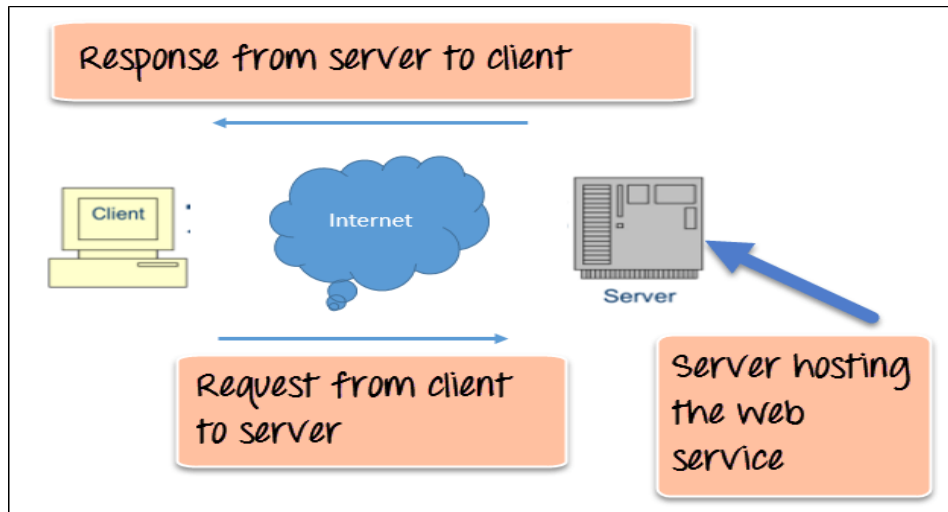 Response from server to client
Client
Internet
Server
Request from client
to server
Server hosting
the web
service